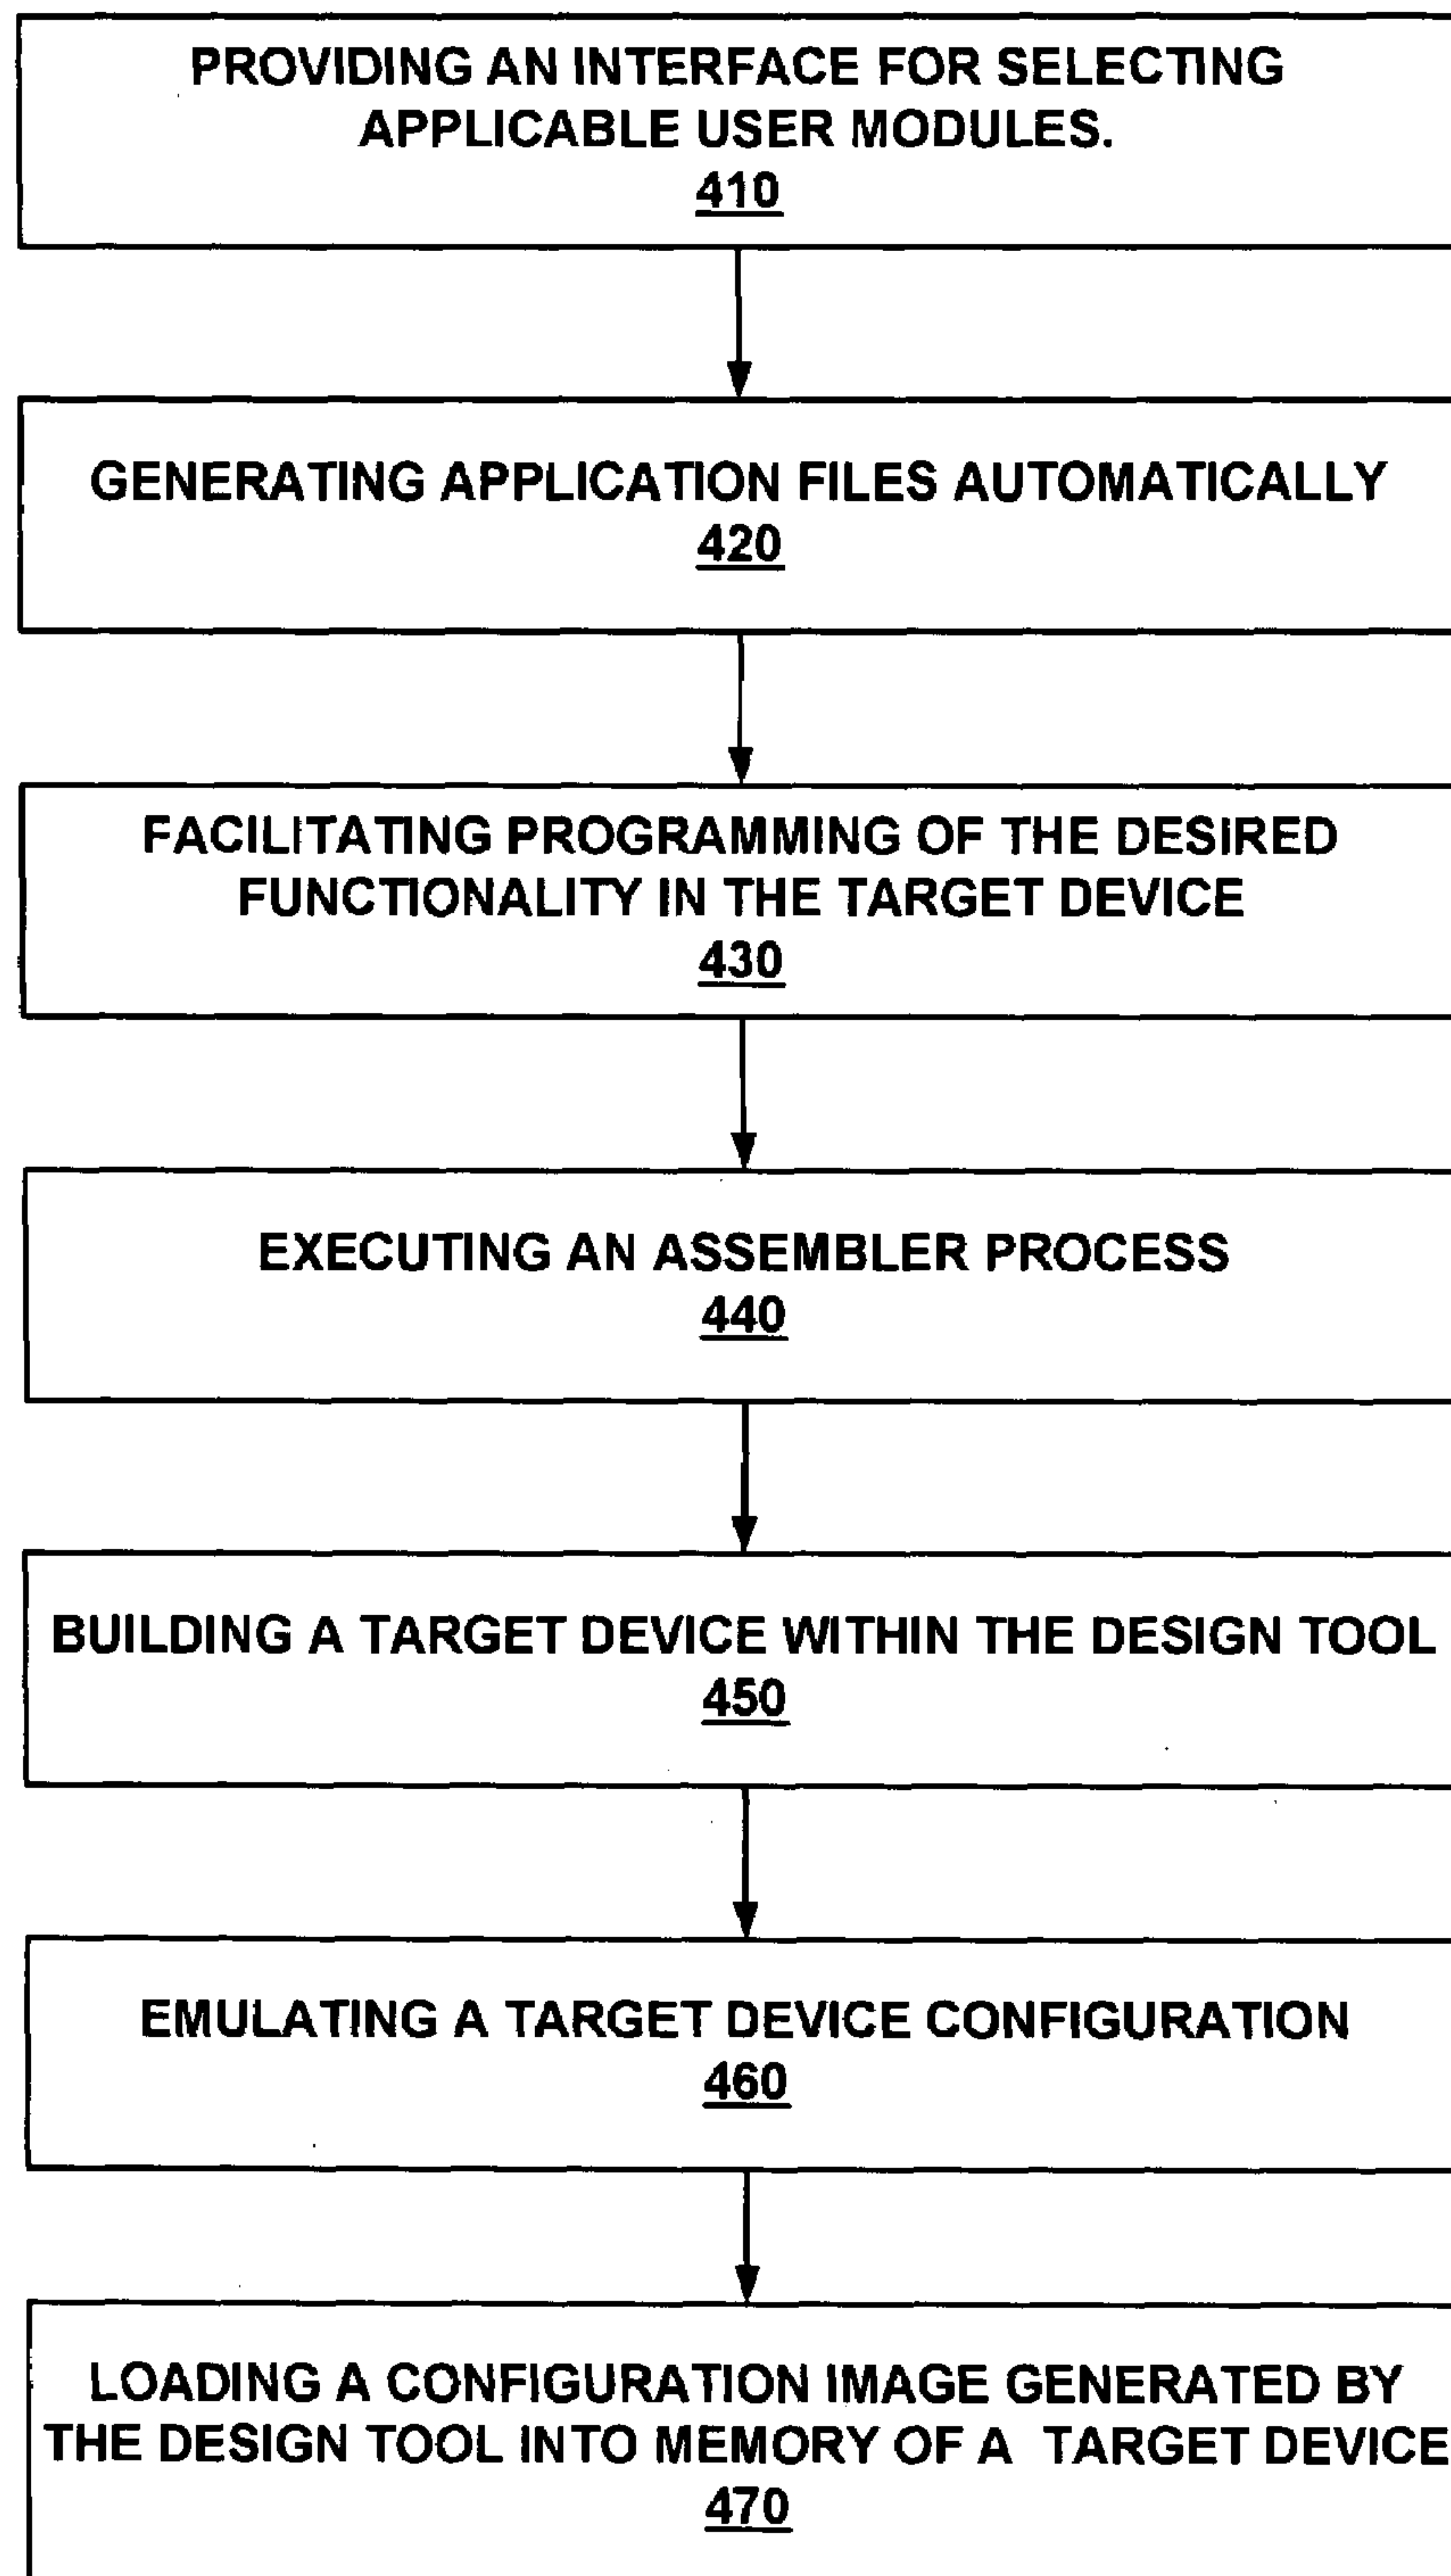 PROVIDING AN INTERFACE FOR SELECTING
APPLICABLE USER MODULES.
410
GENERATING APPLICATION FILES AUTOMATICALLY
420
FACILITATING PROGRAMMING OF THE DESIRED
FUNCTIONALITY IN THE TARGET DEVICE
430
EXECUTING AN ASSEMBLER PROCESS
440
BUILDING A TARGET DEVICE WITHIN THE DESIGN TOOL
450
EMULATING A TARGET DEVICE CONFIGURATION
460
LOADING A CONFIGURATION IMAGE GENERATED BY
THE DESIGN TOOL INTO MEMORY OF A TARGET DEVICE
470